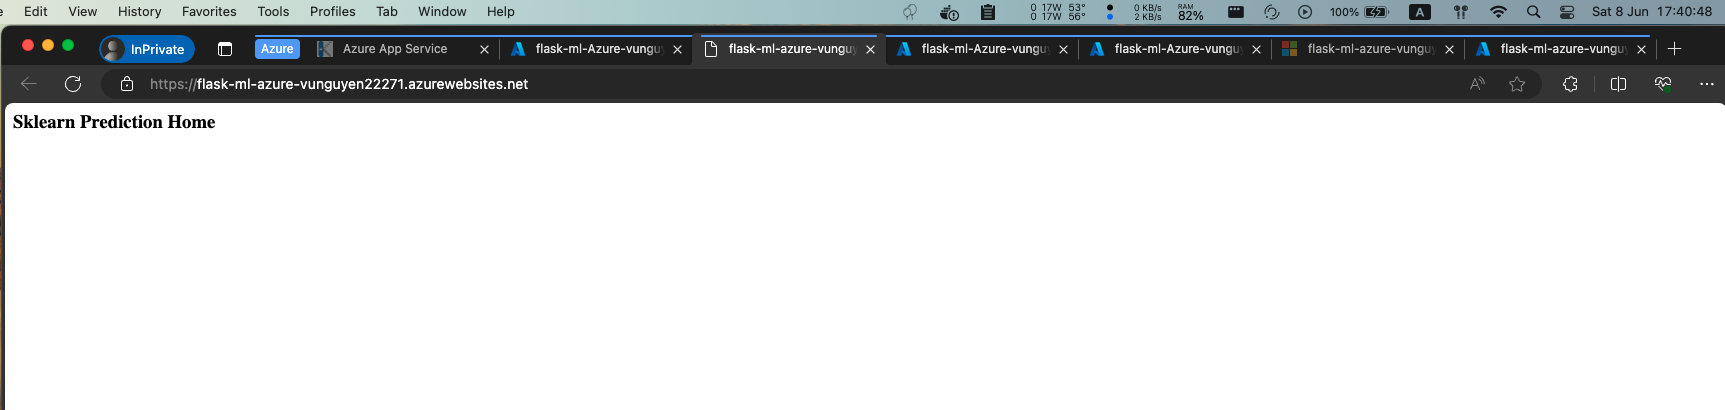 Edit View History Favorites Tools Profiles Tab Window Help 0 17W 53° 0 17W 56° 0 KB/s 2 KB/s RAM 82% 100% A Sat 8 Jun 17:40:48
InPrivate Azure Azure App Service flask-ml-Azure-vungu flask-ml-azure-vunguy flask-ml-Azure-vungu flask-ml-Azure-vungu flask-ml-azure-vunguy flask-ml-azure-vungu
https://flask-ml-azure-vunguyen22271.azurewebsites.net
Sklearn Prediction Home